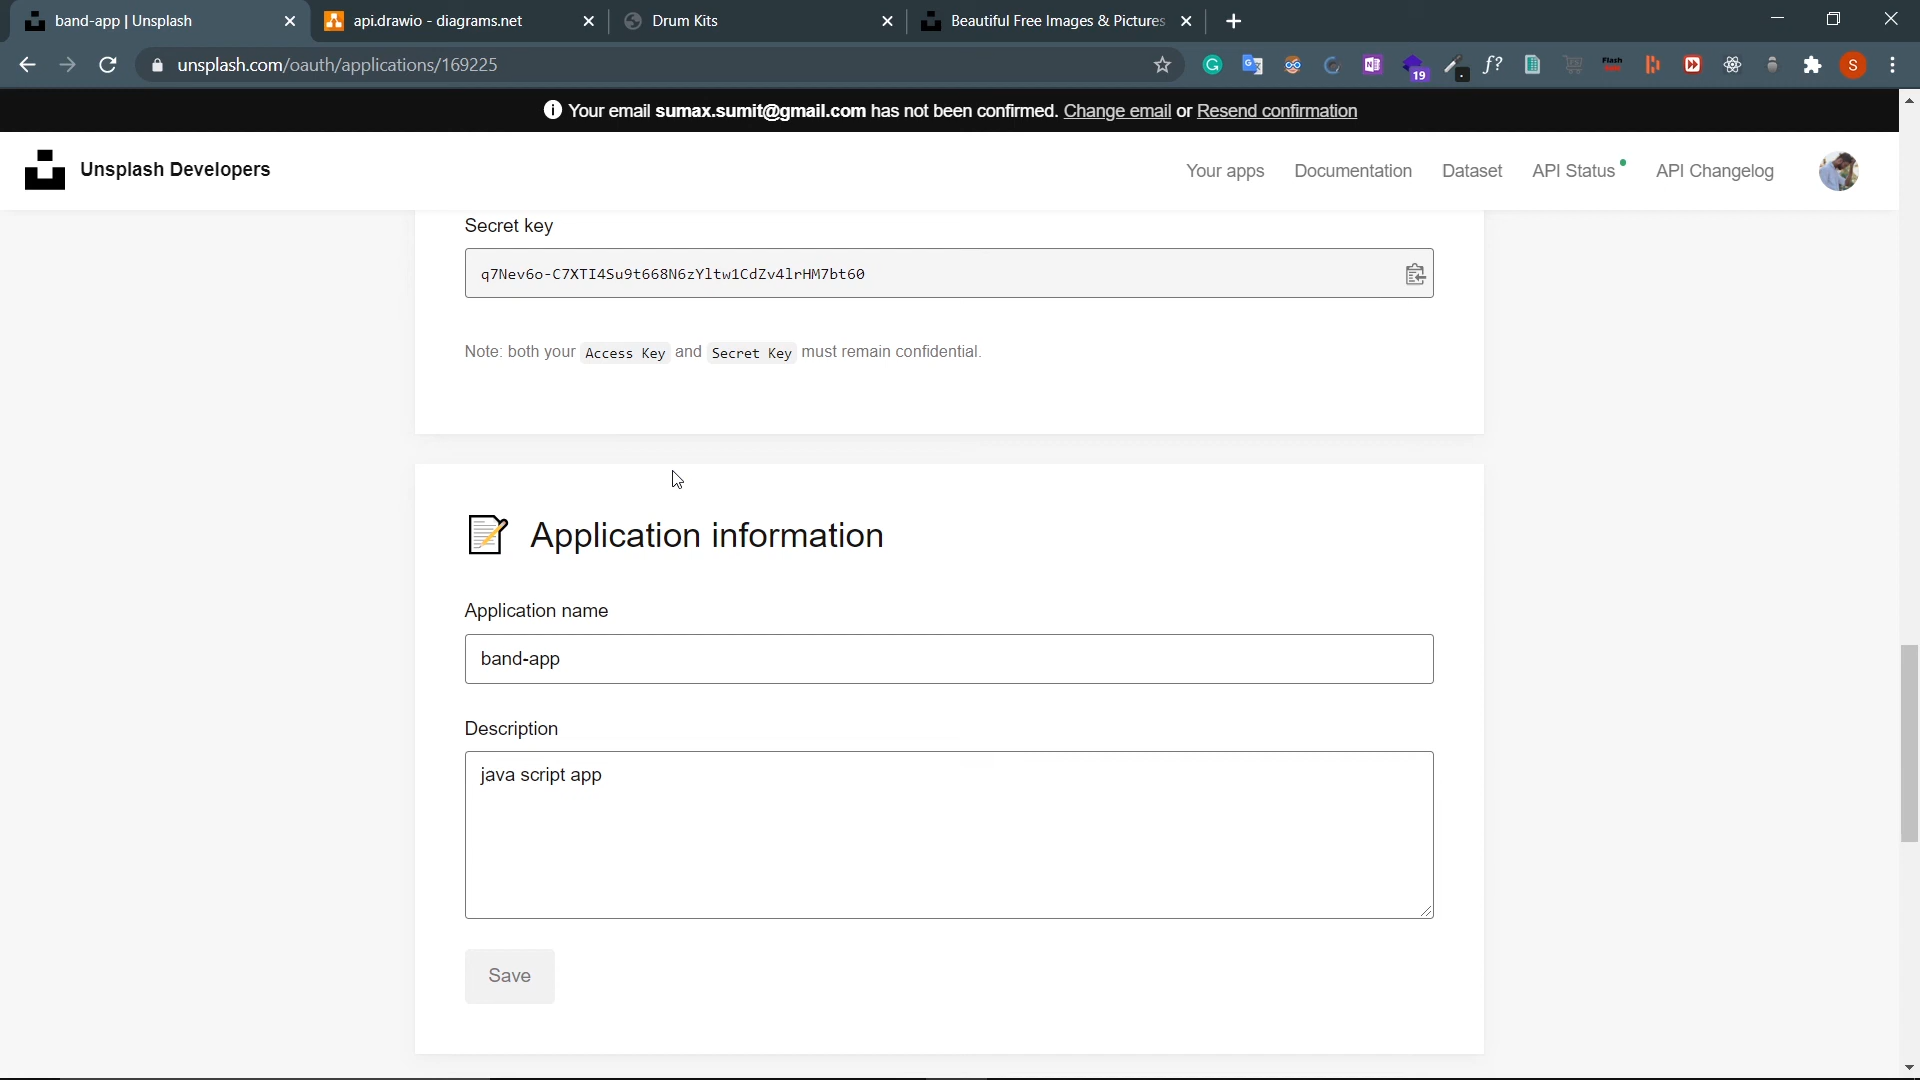 band-app | Unsplash
api.drawio - diagrams.net
Drum Kits
Beautiful Free Images & Pictures
unsplash.com/oauth/applications/169225
19
f?
Flash
S
Your email sumax.sumit@gmail.com has not been confirmed. Change email or Resend confirmation
Unsplash Developers
Your apps
Documentation
Dataset
API Status
API Changelog
Secret key
q7Nev6o-C7XTI4Su9t668N6zYltw1CdZv4lrHM7bt60
Note: both your Access Key and Secret Key must remain confidential.
Application information
Application name
band-app
Description
java script app
Save